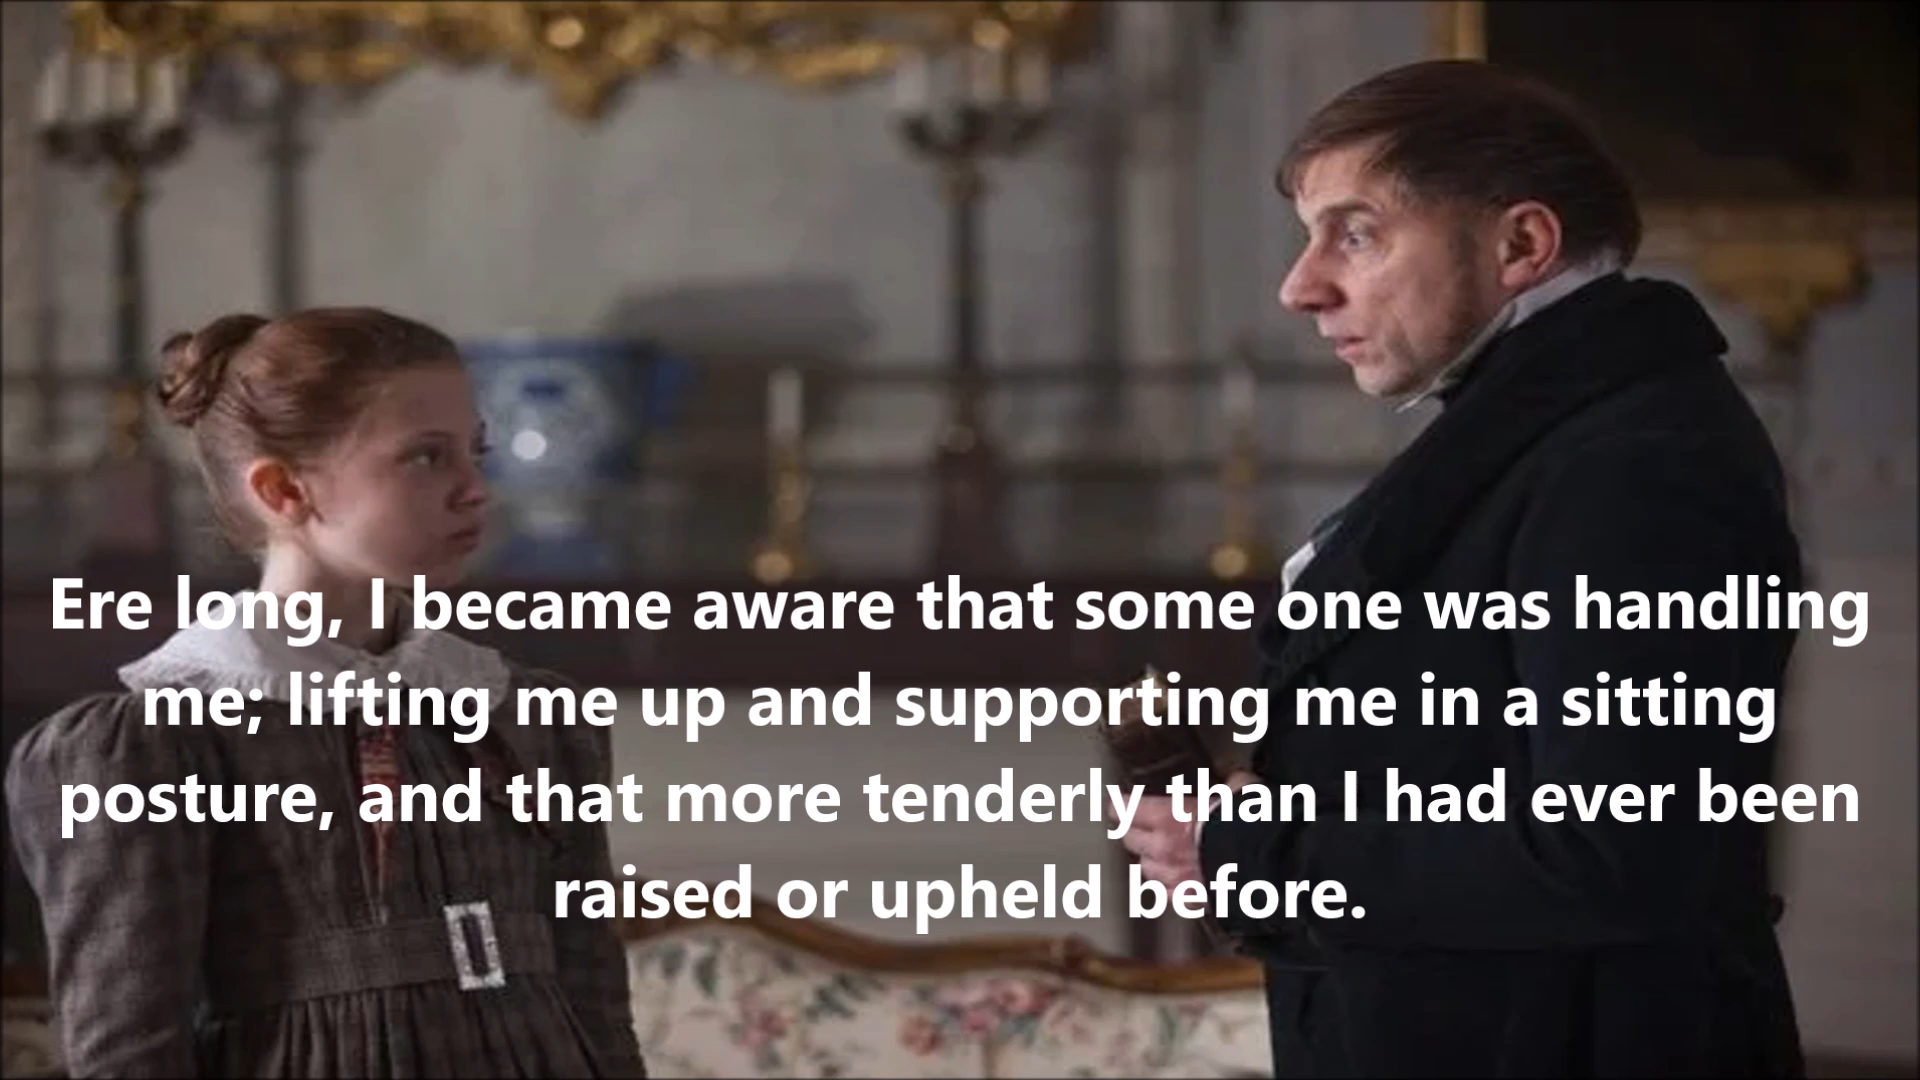 Ere long, I became aware that some one was handling
me; lifting me up and supporting me in a sitting
posture, and that more tenderly than I had ever been
raised or upheld before.